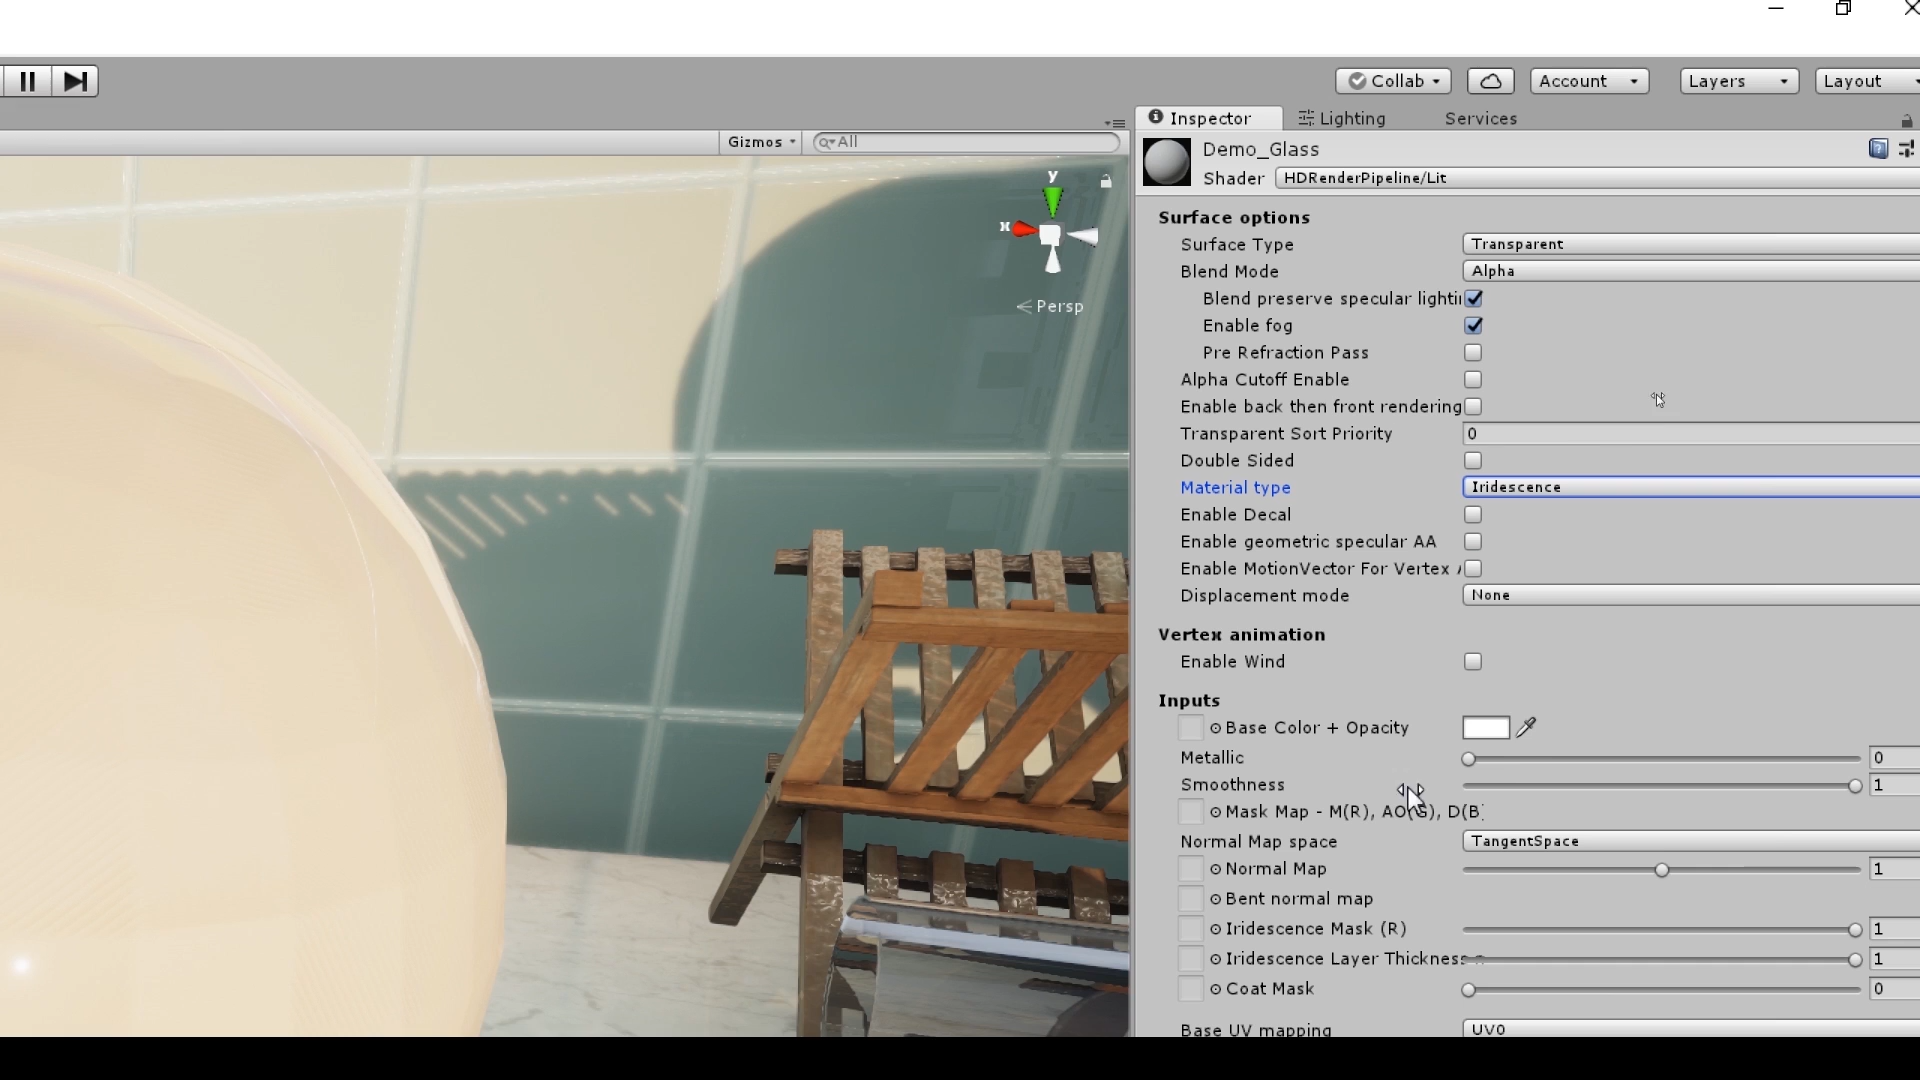 Collab
Account
Layers
Layout
Inspector
Lighting
Services
Gizmos
All
Demo_Glass
Shader
HDRenderPipeline/Lit
y
x
Persp
Surface options
Surface Type
Transparent
Blend Mode
Alpha
Blend preserve specular lighti
Enable fog
Pre Refraction Pass
Alpha Cutoff Enable
Enable back then front rendering
Transparent Sort Priority
0
Double Sided
Material type
Iridescence
Enable Decal
Enable geometric specular AA
Enable MotionVector For Vertex
Displacement mode
None
Vertex animation
Enable Wind
Inputs
Base Color + Opacity
Metallic
0
Smoothness
1
Mask Map - M(R), AO(G), D(B
Normal Map space
TangentSpace
Normal Map
1
Bent normal map
Iridescence Mask (R)
1
Iridescence Layer Thickness
1
Coat Mask
0
Base UV mapping
UV0